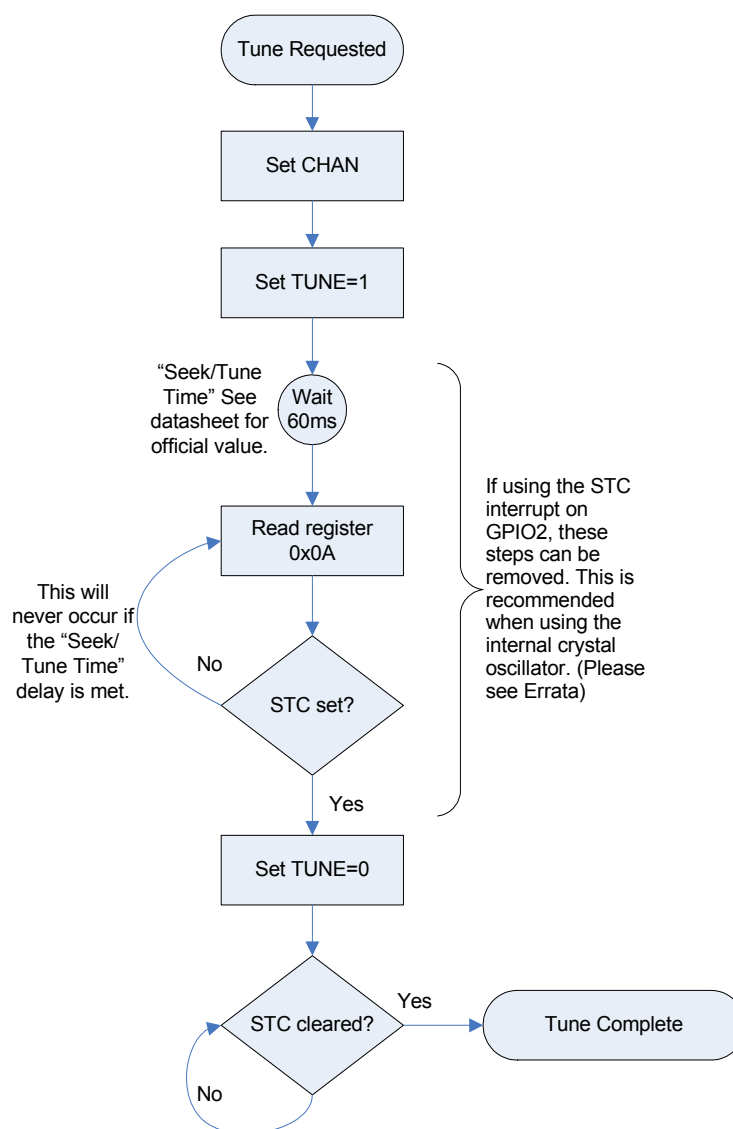 Tune Requested
Set CHAN
Set TUNE=1
“Seek/Tune
Time” See
datasheet for
official value.
Wait
60ms
If using the STC
interrupt on
GPIO2, these
steps can be
removed. This is
recommended
when using the
internal crystal
oscillator. (Please
see Errata)
Read register
0x0A
This will
never occur if
the “Seek/
Tune Time”
delay is met.
No
STC set?
Yes
Set TUNE=0
STC cleared?
Yes
Tune Complete
No